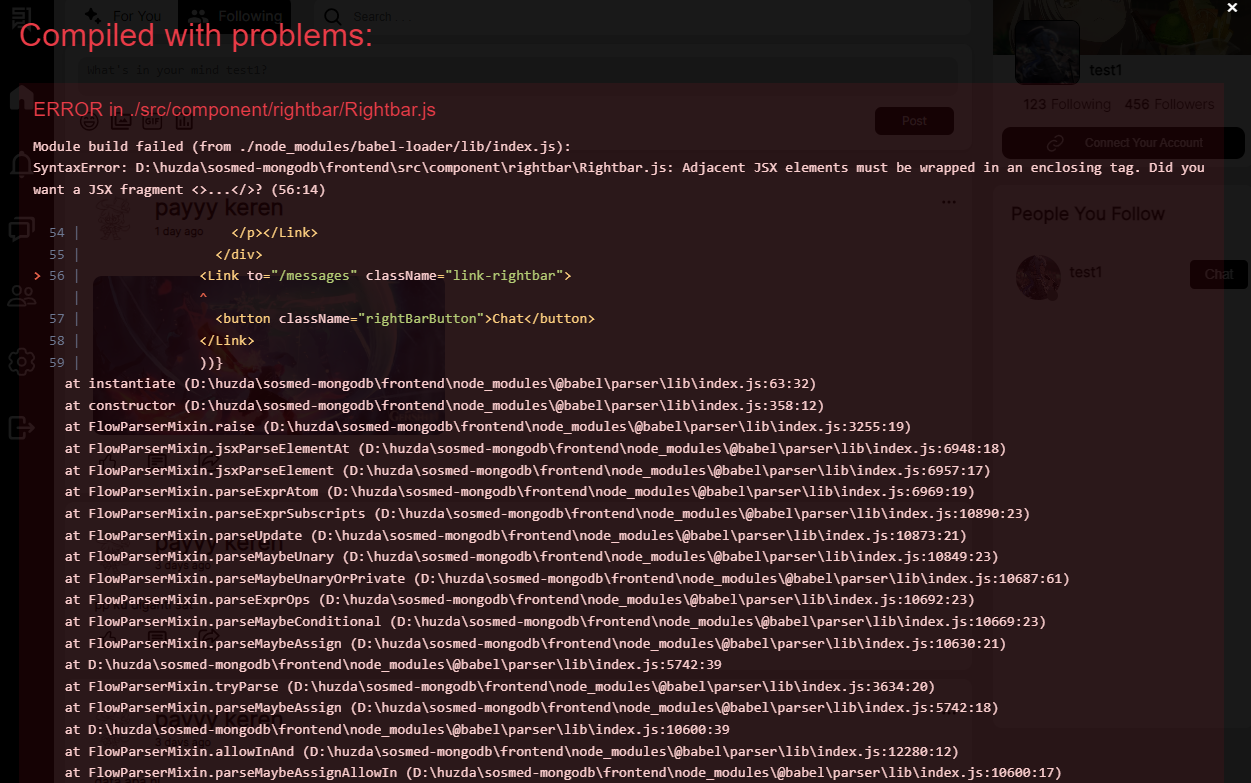 For You
Following
Search
×
Compiled with problems:
What's in your mind test1?
test1
123 Following 456 Followers
ERROR in ./src/component/rightbar/Rightbar.js
GIF
Post
Connect Your Account
Module build failed (from ./node_modules/babel-loader/lib/index.js):
SyntaxError: D:\huzda\sosmed-mongodb\frontend\src\component\rightbar\Rightbar.js: Adjacent JSX elements must be wrapped in an enclosing tag. Did you
want a JSX fragment <>...</>? (56:14)
payyy keren
...
People You Follow
1 day ago
54 | </p></Link>
55 | </div>
test1
Chat
> 56 | <Link to="/messages" className="link-rightbar">
| ^
57 | <button className="rightBarButton">Chat</button>
58 | </Link>
59 | ))}
at instantiate (D:\huzda\sosmed-mongodb\frontend\node_modules\@babel\parser\lib\index.js:63:32)
at constructor (D:\huzda\sosmed-mongodb\frontend\node_modules\@babel\parser\lib\index.js:358:12)
at FlowParserMixin.raise (D:\huzda\sosmed-mongodb\frontend\node_modules\@babel\parser\lib\index.js:3255:19)
at FlowParserMixin.jsxParseElementAt (D:\huzda\sosmed-mongodb\frontend\node_modules\@babel\parser\lib\index.js:6948:18)
at FlowParserMixin.jsxParseElement (D:\huzda\sosmed-mongodb\frontend\node_modules\@babel\parser\lib\index.js:6957:17)
at FlowParserMixin.parseExprAtom (D:\huzda\sosmed-mongodb\frontend\node_modules\@babel\parser\lib\index.js:6969:19)
at FlowParserMixin.parseExprSubscripts (D:\huzda\sosmed-mongodb\frontend\node_modules\@babel\parser\lib\index.js:10890:23)
at FlowParserMixin.parseUpdate (D:\huzda\sosmed-mongodb\frontend\node_modules\@babel\parser\lib\index.js:10873:21)
payyy keren
at FlowParserMixin.parseMaybeUnary (D:\huzda\sosmed-mongodb\frontend\node_modules\@babel\parser\lib\index.js:10849:23)
3 days ago
at FlowParserMixin.parseMaybeUnaryOrPrivate (D:\huzda\sosmed-mongodb\frontend\node_modules\@babel\parser\lib\index.js:10687:61)
at FlowParserMixin.parseExprOps (D:\huzda\sosmed-mongodb\frontend\node_modules\@babel\parser\lib\index.js:10692:23)
at FlowParserMixin.parseMaybeConditional (D:\huzda\sosmed-mongodb\frontend\node_modules\@babel\parser\lib\index.js:10669:23)
at FlowParserMixin.parseMaybeAssign (D:\huzda\sosmed-mongodb\frontend\node_modules\@babel\parser\lib\index.js:10630:21)
at D:\huzda\sosmed-mongodb\frontend\node_modules\@babel\parser\lib\index.js:5742:39
at FlowParserMixin.tryParse (D:\huzda\sosmed-mongodb\frontend\node_modules\@babel\parser\lib\index.js:3634:20)
at FlowParserMixin.parseMaybeAssign (D:\huzda\sosmed-mongodb\frontend\node_modules\@babel\parser\lib\index.js:5742:18)
payyy keren
at D:\huzda\sosmed-mongodb\frontend\node_modules\@babel\parser\lib\index.js:10600:39
3 days ago
at FlowParserMixin.allowInAnd (D:\huzda\sosmed-mongodb\frontend\node_modules\@babel\parser\lib\index.js:12280:12)
at FlowParserMixin.parseMaybeAssignAllowIn (D:\huzda\sosmed-mongodb\frontend\node_modules\@babel\parser\lib\index.js:10600:17)